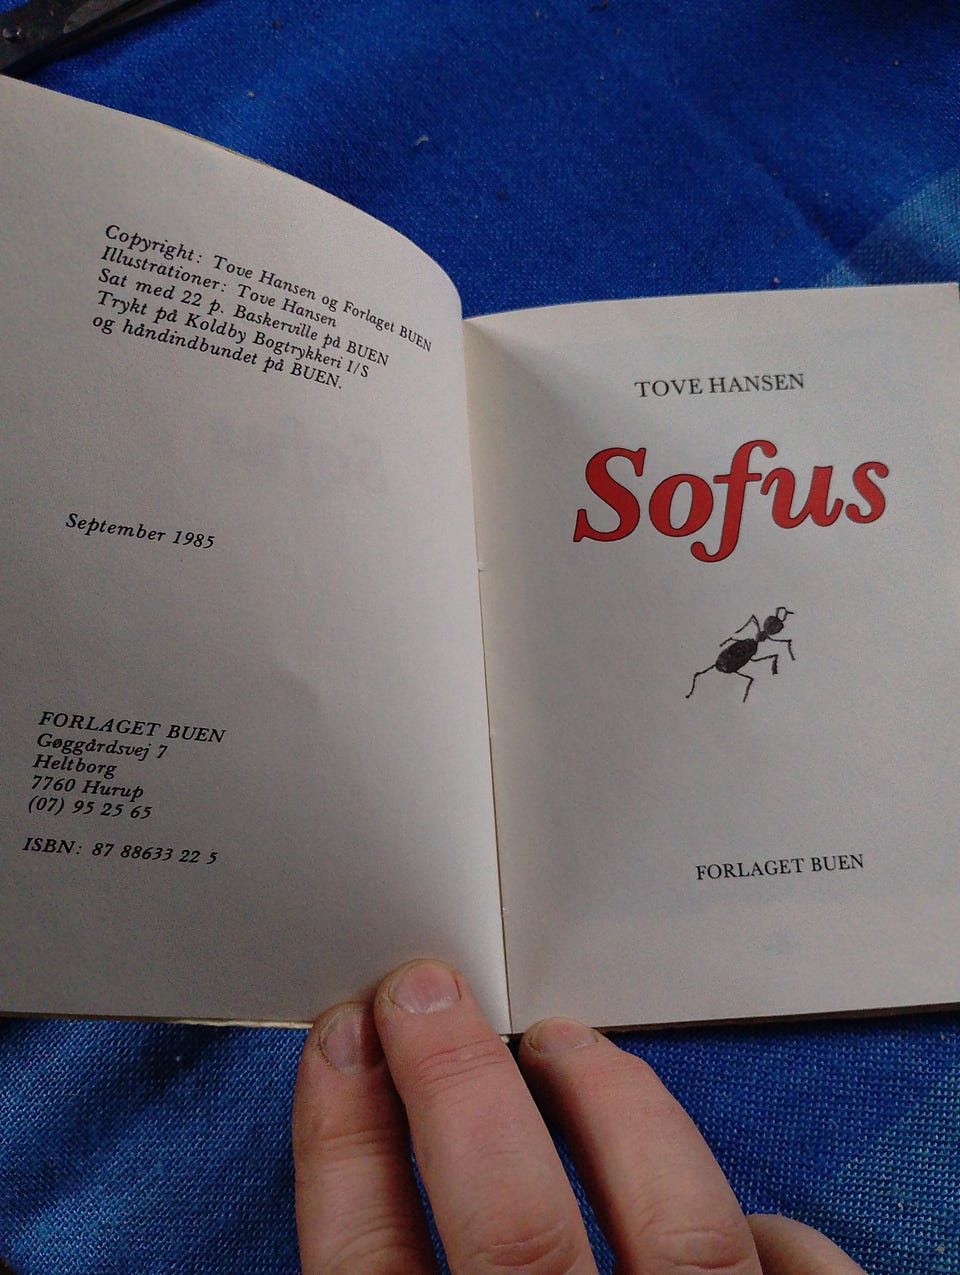 Copyright: Tove Hansen og Forlaget BUEN
Illustrationer: Tove Hansen
Sat med 22 p. Baskerville på BUEN
Trykt på Koldby Bogtrykkeri I/S
og håndindbundet på BUEN.
September 1985
FORLAGET BUEN
Gøggårdsvej 7
Heltborg
7760 Hurup
(07) 95 25 65
ISBN: 87 88633 22 5
TOVE HANSEN
Sofus
FORLAGET BUEN